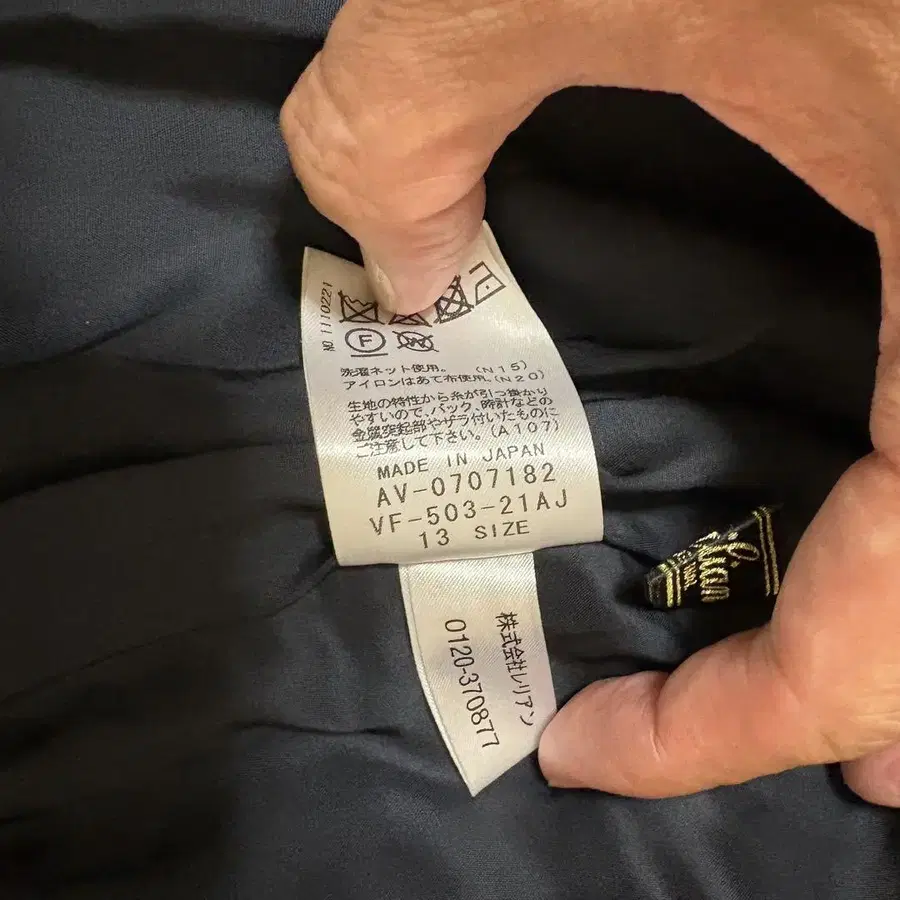 NO 1110221
F
W
洗濯ネット使用。 (N15)
アイロンはあて布使用。(N20)
生地の特性から糸が引っ掛かり
やすいので、バック、時計などの
金属突起部やザラ付いたものに
ご注意して下さい。(A107)
MADE IN JAPAN
AV-0707182
VF-503-21AJ
13 SIZE
株式会社レリアン
0120-370877